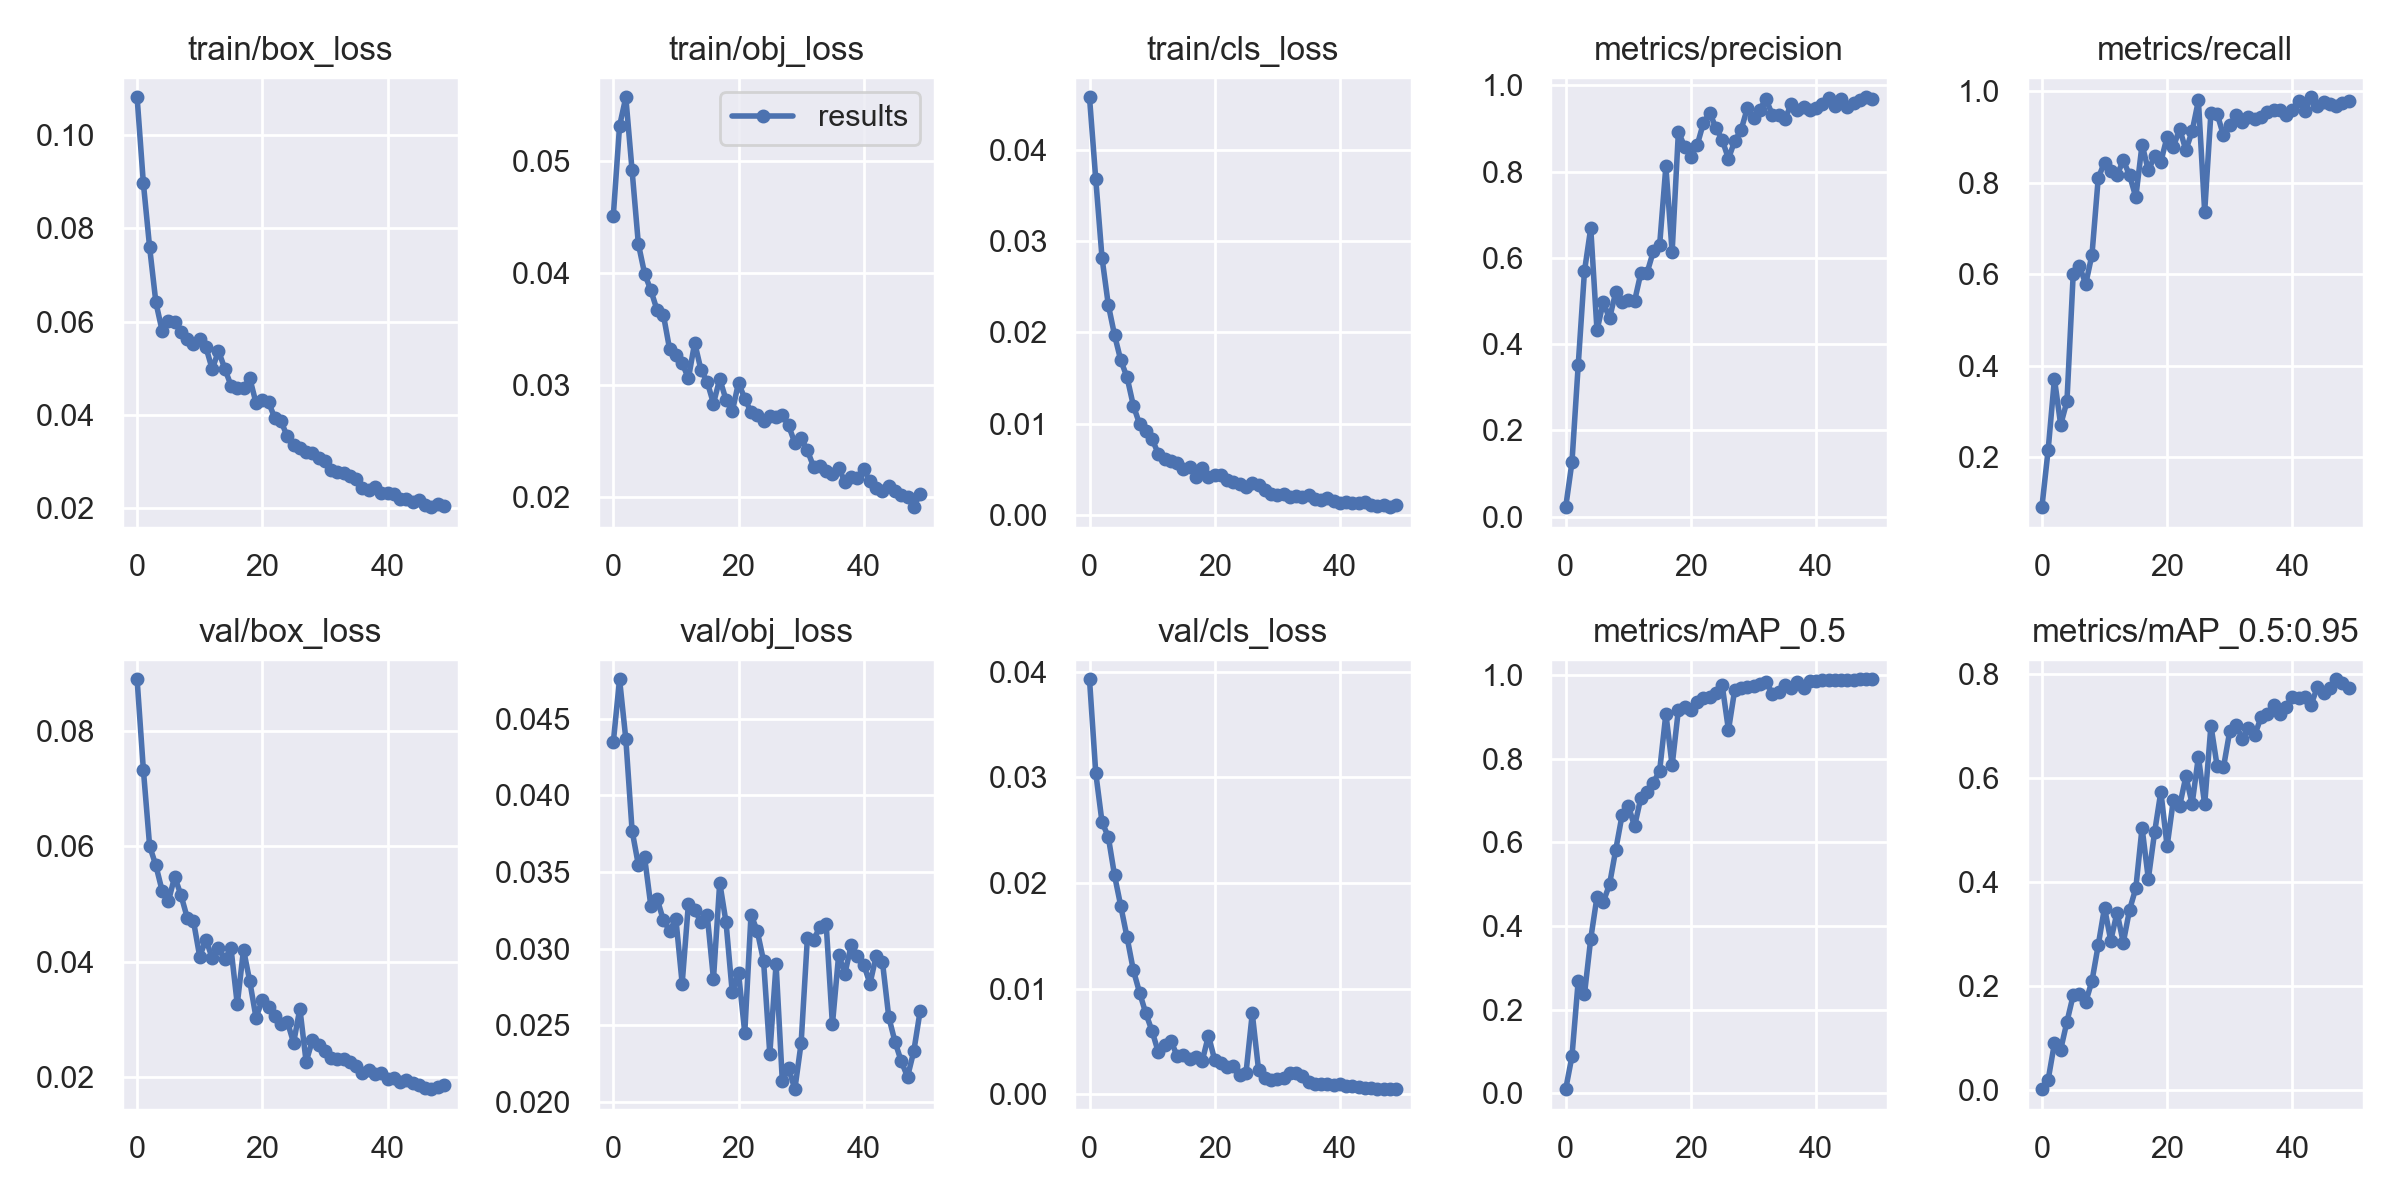 train/box_loss
0.10
0.08
0.06
0.04
0.02
0 20 40
train/obj_loss
results
0.05
0.04
0.03
0.02
0 20 40
train/cls_loss
0.04
0.03
0.02
0.01
0.00
0 20 40
metrics/precision
1.0
0.8
0.6
0.4
0.2
0.0
0 20 40
metrics/recall
1.0
0.8
0.6
0.4
0.2
0 20 40
val/box_loss
0.08
0.06
0.04
0.02
0 20 40
val/obj_loss
0.045
0.040
0.035
0.030
0.025
0.020
0 20 40
val/cls_loss
0.04
0.03
0.02
0.01
0.00
0 20 40
metrics/mAP_0.5
1.0
0.8
0.6
0.4
0.2
0.0
0 20 40
metrics/mAP_0.5:0.95
0.8
0.6
0.4
0.2
0.0
0 20 40